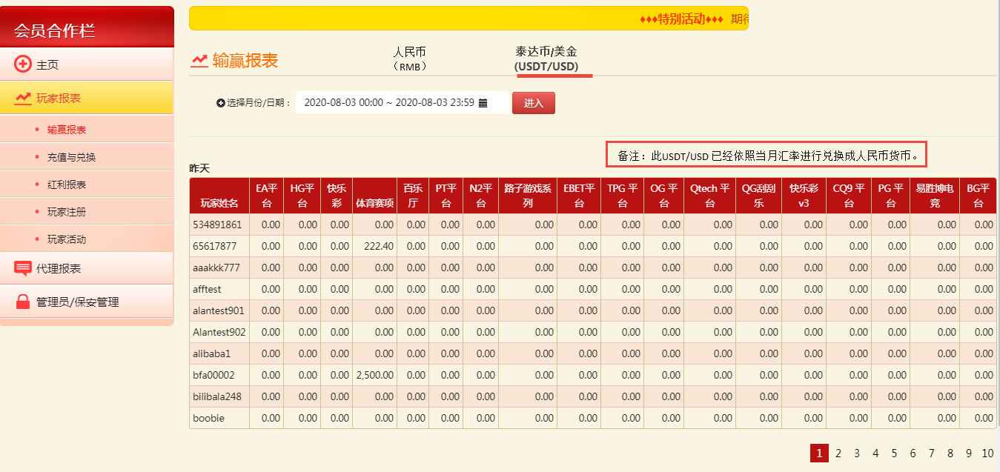 会员合作栏
主页
玩家报表
输赢报表
充值与兑换
红利报表
玩家注册
玩家活动
代理报表
管理员/保安管理
♦♦♦特别活动♦♦♦ 期待
输赢报表
人民币
（RMB）
泰达币/美金
(USDT/USD)
选择月份/日期：
2020-08-03 00:00 ~ 2020-08-03 23:59
进入
备注：此USDT/USD 已经依照当月汇率进行兑换成人民币货币。
昨天
玩家姓名 EA平台 HG平台 快乐彩 体育赛项 百乐厅 PT平台 N2平台 路子游戏系列 EBET平台 TPG 平台 OG 平台 Qtech 平台 QG刮刮乐 快乐彩v3 CQ9 平台 PG 平台 易胜博电竞 BG平台
534891861 0.00 0.00 0.00 0.00 0.00 0.00 0.00 0.00 0.00 0.00 0.00 0.00 0.00 0.00 0.00 0.00 0.00 0.00
65617877 0.00 0.00 0.00 222.40 0.00 0.00 0.00 0.00 0.00 0.00 0.00 0.00 0.00 0.00 0.00 0.00 0.00 0.00
aaakkk777 0.00 0.00 0.00 0.00 0.00 0.00 0.00 0.00 0.00 0.00 0.00 0.00 0.00 0.00 0.00 0.00 0.00 0.00
afftest 0.00 0.00 0.00 0.00 0.00 0.00 0.00 0.00 0.00 0.00 0.00 0.00 0.00 0.00 0.00 0.00 0.00 0.00
alantest901 0.00 0.00 0.00 0.00 0.00 0.00 0.00 0.00 0.00 0.00 0.00 0.00 0.00 0.00 0.00 0.00 0.00 0.00
Alantest902 0.00 0.00 0.00 0.00 0.00 0.00 0.00 0.00 0.00 0.00 0.00 0.00 0.00 0.00 0.00 0.00 0.00 0.00
alibaba1 0.00 0.00 0.00 0.00 0.00 0.00 0.00 0.00 0.00 0.00 0.00 0.00 0.00 0.00 0.00 0.00 0.00 0.00
bfa00002 0.00 0.00 0.00 2,500.00 0.00 0.00 0.00 0.00 0.00 0.00 0.00 0.00 0.00 0.00 0.00 0.00 0.00 0.00
bilibala248 0.00 0.00 0.00 0.00 0.00 0.00 0.00 0.00 0.00 0.00 0.00 0.00 0.00 0.00 0.00 0.00 0.00 0.00
boobie 0.00 0.00 0.00 0.00 0.00 0.00 0.00 0.00 0.00 0.00 0.00 0.00 0.00 0.00 0.00 0.00 0.00 0.00
1 2 3 4 5 6 7 8 9 10